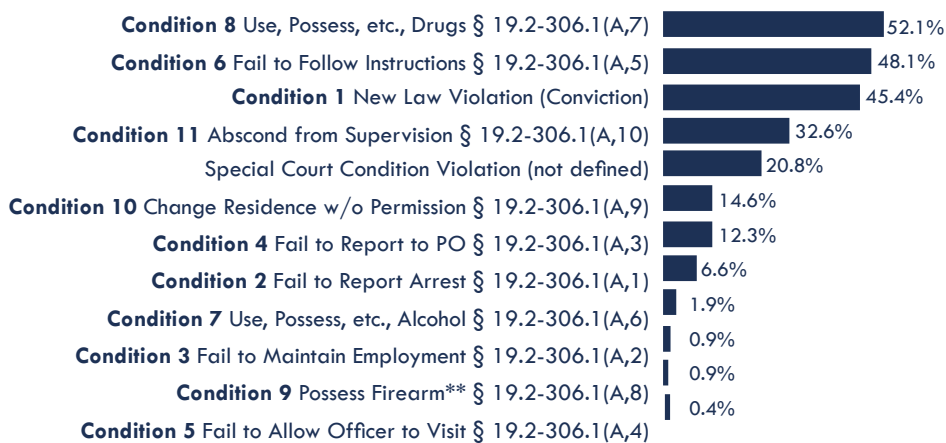 Condition 8 Use, Possess, etc., Drugs § 19.2-306.1(A,7) 52.1%
Condition 6 Fail to Follow Instructions § 19.2-306.1(A,5) 48.1%
Condition 1 New Law Violation (Conviction) 45.4%
Condition 11 Abscond from Supervision § 19.2-306.1(A,10) 32.6%
Special Court Condition Violation (not defined) 20.8%
Condition 10 Change Residence w/o Permission § 19.2-306.1(A,9) 14.6%
Condition 4 Fail to Report to PO § 19.2-306.1(A,3) 12.3%
Condition 2 Fail to Report Arrest § 19.2-306.1(A,1) 6.6%
Condition 7 Use, Possess, etc., Alcohol § 19.2-306.1(A,6) 1.9%
Condition 3 Fail to Maintain Employment § 19.2-306.1(A,2) 0.9%
Condition 9 Possess Firearm** § 19.2-306.1(A,8) 0.9%
Condition 5 Fail to Allow Officer to Visit § 19.2-306.1(A,4) 0.4%